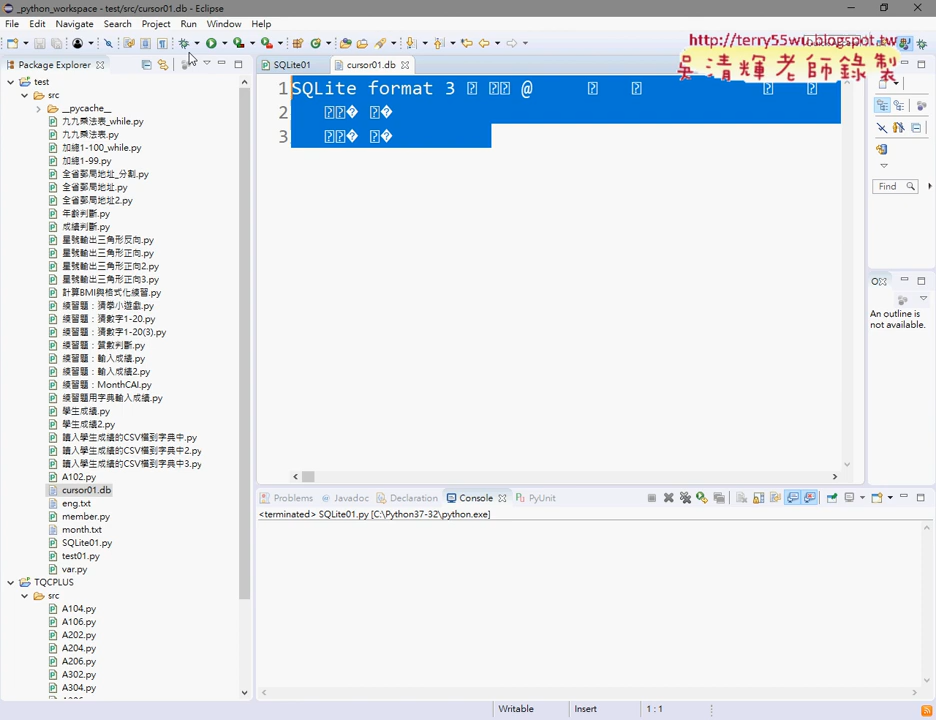 _python_workspace - test/src/cursor01.db - Eclipse
File Edit Navigate Search Project Run Window Help
http://terry55wu.blogspot.tw
吳清輝老師錄製
Package Explorer
SQLite01
cursor01.db
test
src
__pycache__
九九乘法表_while.py
九九乘法表.py
加總1-100_while.py
加總1-99.py
全省郵局地址_分割.py
全省郵局地址.py
全省郵局地址2.py
年齡判斷.py
成績判斷.py
星號輸出三角形反向.py
星號輸出三角形正向.py
星號輸出三角形正向2.py
星號輸出三角形正向3.py
計算BMI與格式化練習.py
練習題：猜學小遊戲.py
練習題：猜數字1-20.py
練習題：猜數字1-20(3).py
練習題：質數判斷.py
練習題：輸入成績.py
練習題：輸入成績2.py
練習題：MonthCAI.py
練習題用字典輸入成績.py
學生成績.py
學生成績2.py
讀入學生成績的CSV檔到字典中.py
讀入學生成績的CSV檔到字典中2.py
讀入學生成績的CSV檔到字典中3.py
A102.py
cursor01.db
eng.txt
member.py
month.txt
SQLite01.py
test01.py
var.py
TQCPLUS
src
A104.py
A106.py
A202.py
A204.py
A206.py
A302.py
A304.py
1 SQLite format 3 @
2
3
Find
An outline is not available.
Problems Javadoc Declaration Console PyUnit
<terminated> SQLite01.py [C:\Python37-32\python.exe]
Writable Insert 1 : 1